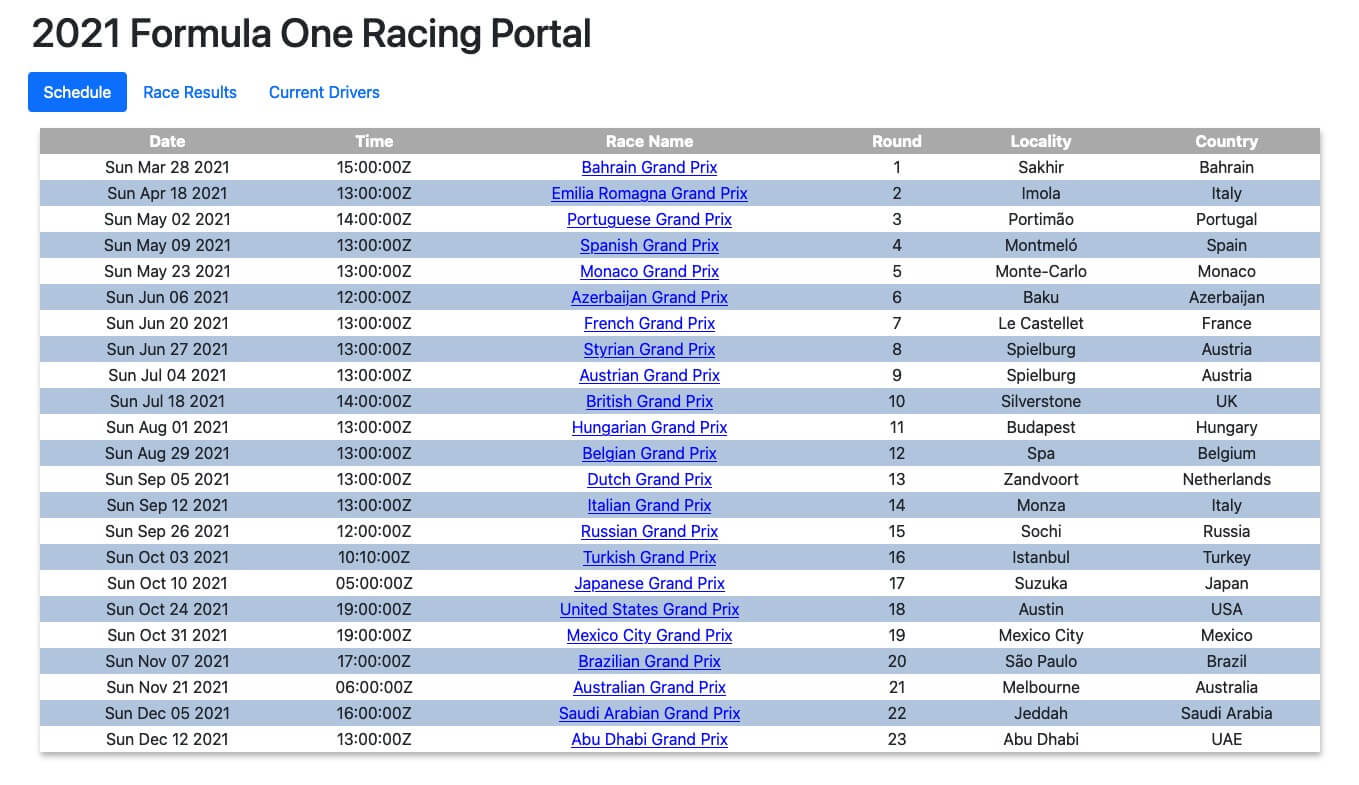 2021 Formula One Racing Portal
Schedule Race Results Current Drivers
Date Time Race Name Round Locality Country
Sun Mar 28 2021 15:00:00Z Bahrain Grand Prix 1 Sakhir Bahrain
Sun Apr 18 2021 13:00:00Z Emilia Romagna Grand Prix 2 Imola Italy
Sun May 02 2021 14:00:00Z Portuguese Grand Prix 3 Portimão Portugal
Sun May 09 2021 13:00:00Z Spanish Grand Prix 4 Montmeló Spain
Sun May 23 2021 13:00:00Z Monaco Grand Prix 5 Monte-Carlo Monaco
Sun Jun 06 2021 12:00:00Z Azerbaijan Grand Prix 6 Baku Azerbaijan
Sun Jun 20 2021 13:00:00Z French Grand Prix 7 Le Castellet France
Sun Jun 27 2021 13:00:00Z Styrian Grand Prix 8 Spielburg Austria
Sun Jul 04 2021 13:00:00Z Austrian Grand Prix 9 Spielburg Austria
Sun Jul 18 2021 14:00:00Z British Grand Prix 10 Silverstone UK
Sun Aug 01 2021 13:00:00Z Hungarian Grand Prix 11 Budapest Hungary
Sun Aug 29 2021 13:00:00Z Belgian Grand Prix 12 Spa Belgium
Sun Sep 05 2021 13:00:00Z Dutch Grand Prix 13 Zandvoort Netherlands
Sun Sep 12 2021 13:00:00Z Italian Grand Prix 14 Monza Italy
Sun Sep 26 2021 12:00:00Z Russian Grand Prix 15 Sochi Russia
Sun Oct 03 2021 10:10:00Z Turkish Grand Prix 16 Istanbul Turkey
Sun Oct 10 2021 05:00:00Z Japanese Grand Prix 17 Suzuka Japan
Sun Oct 24 2021 19:00:00Z United States Grand Prix 18 Austin USA
Sun Oct 31 2021 19:00:00Z Mexico City Grand Prix 19 Mexico City Mexico
Sun Nov 07 2021 17:00:00Z Brazilian Grand Prix 20 São Paulo Brazil
Sun Nov 21 2021 06:00:00Z Australian Grand Prix 21 Melbourne Australia
Sun Dec 05 2021 16:00:00Z Saudi Arabian Grand Prix 22 Jeddah Saudi Arabia
Sun Dec 12 2021 13:00:00Z Abu Dhabi Grand Prix 23 Abu Dhabi UAE